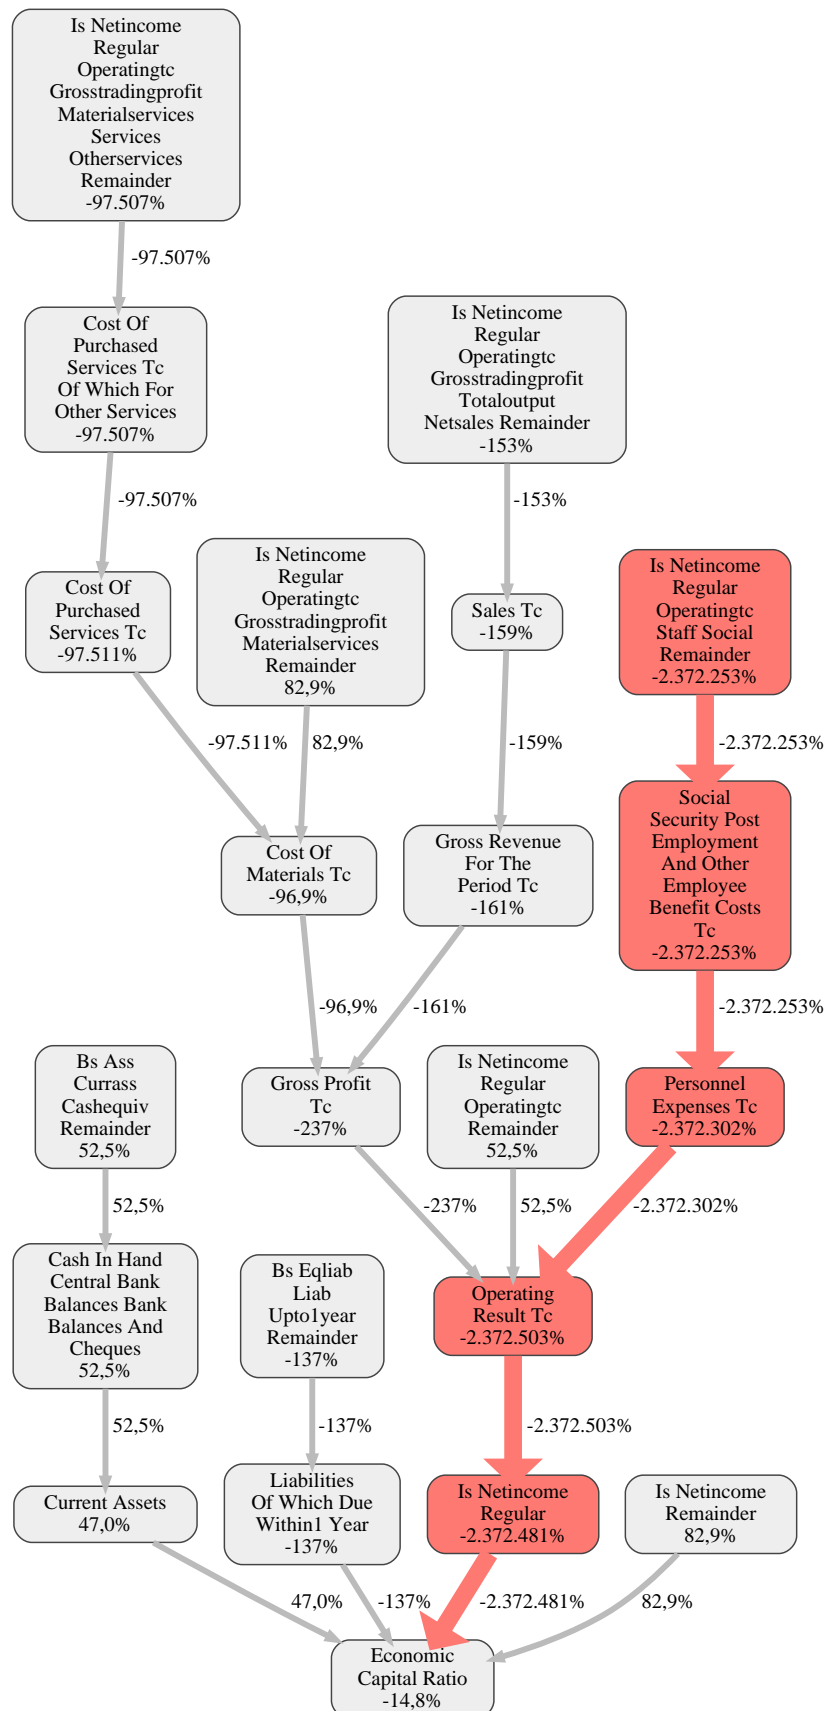 Is Netincome
Regular
Operatingtc
Grosstradingprofit
Materialservices
Services
Otherservices
Remainder
-97.507%
-97.507%
Cost Of
Purchased
Services Tc
Of Which For
Other Services
-97.507%
Is Netincome
Regular
Operatingtc
Grosstradingprofit
Totaloutput
Netsales Remainder
-153%
-97.507%
-153%
Cost Of
Purchased
Services Tc
-97.511%
Is Netincome
Regular
Operatingtc
Grosstradingprofit
Materialservices
Remainder
82,9%
Sales Tc
-159%
Is Netincome
Regular
Operatingtc
Staff Social
Remainder
-2.372.253%
-97.511%
82,9%
-159%
-2.372.253%
Cost Of
Materials Tc
-96,9%
Gross Revenue
For The
Period Tc
-161%
Social
Security Post
Employment
And Other
Employee
Benefit Costs
Tc
-2.372.253%
-96,9%
-161%
-2.372.253%
Bs Ass
Currass
Cashequiv
Remainder
52,5%
Gross Profit
Tc
-237%
Is Netincome
Regular
Operatingtc
Remainder
52,5%
Personnel
Expenses Tc
-2.372.302%
52,5%
-237%
52,5%
-2.372.302%
Cash In Hand
Central Bank
Balances Bank
Balances And
Cheques
52,5%
Bs Eqliab
Liab
Upto1year
Remainder
-137%
Operating
Result Tc
-2.372.503%
52,5%
-137%
-2.372.503%
Current Assets
47,0%
Liabilities
Of Which Due
Within1 Year
-137%
Is Netincome
Regular
-2.372.481%
Is Netincome
Remainder
82,9%
47,0%
-137%
-2.372.481%
82,9%
Economic
Capital Ratio
-14,8%